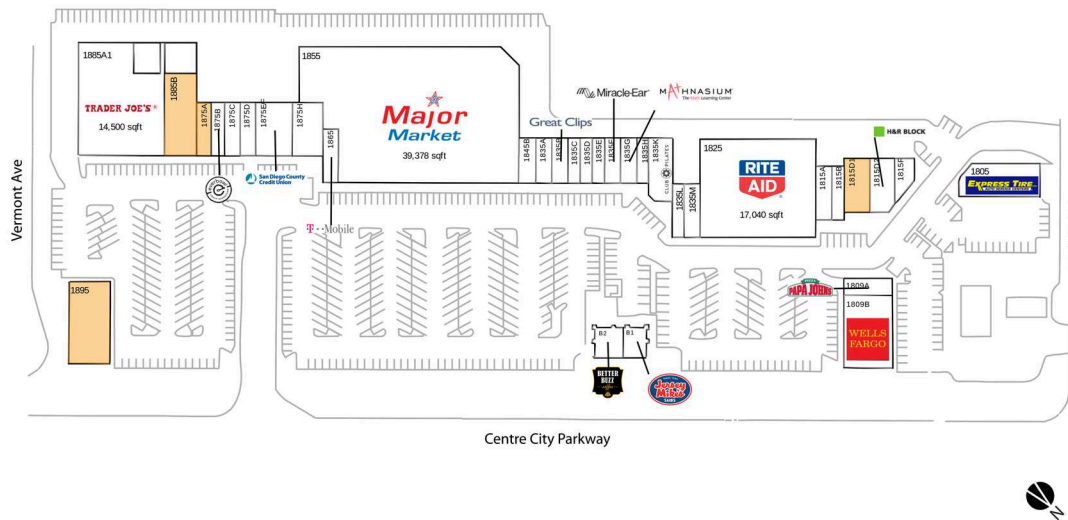 1885A1
TRADER JOE'S
14,500 sqft
1885B
1875A
1875B
1875C
1875D
1875E/F
1875H
San Diego County
Credit Union
1855
Major
Market
39,378 sqft
1865
T··Mobile
Great Clips
Miracle-Ear
MATHNASIUM
The Math Learning Center
1845B
1835A
1835B
1835C
1835D
1835E
1835F
1835G
1835H
1835K
CLUB PILATES
1835L
1835M
1825
RITE
AID
17,040 sqft
H&R BLOCK
1815A
1815B
1815D1
1815D2
1815F
1805
EXPRESS TIRE
1895
PAPA JOHNS
1809A
1809B
WELLS
FARGO
B2
B1
BETTER
BUZZ
Jersey
Mike's
SUBS
Vermont Ave
Centre City Parkway
N